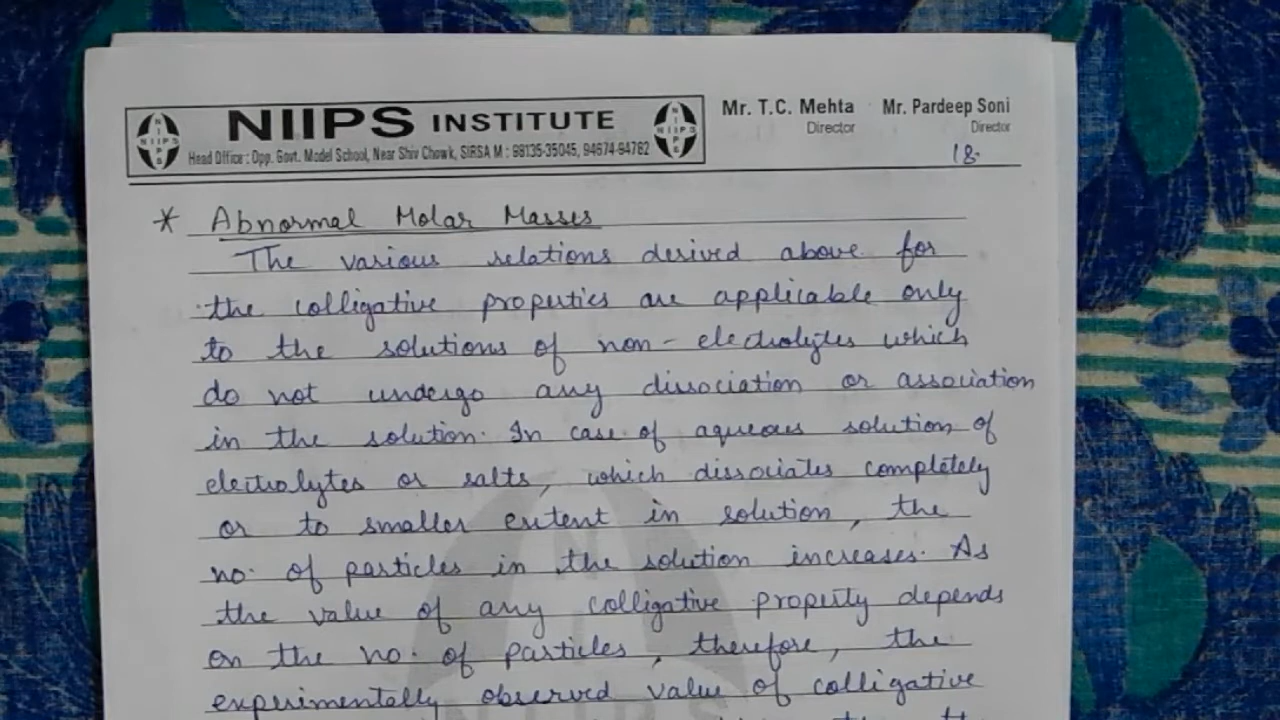 NIIPS INSTITUTE
Head Office : Opp. Govt. Model School, Near Shiv Chowk, SIRSA M : 98135-35045, 94674-94762
Mr. T.C. Mehta Mr. Pardeep Soni
Director Director
18.
* Abnormal Molar Masses
The various relations derived above for
the colligative properties are applicable only
to the solutions of non-electrolytes which
do not undergo any dissociation or association
in the solution. In case of aqueous solution of
electrolytes or salts, which dissociates completely
or to smaller extent in solution, the
no. of particles in the solution increases. As
the value of any colligative property depends
on the no. of particles, therefore, the
experimentally observed value of colligative